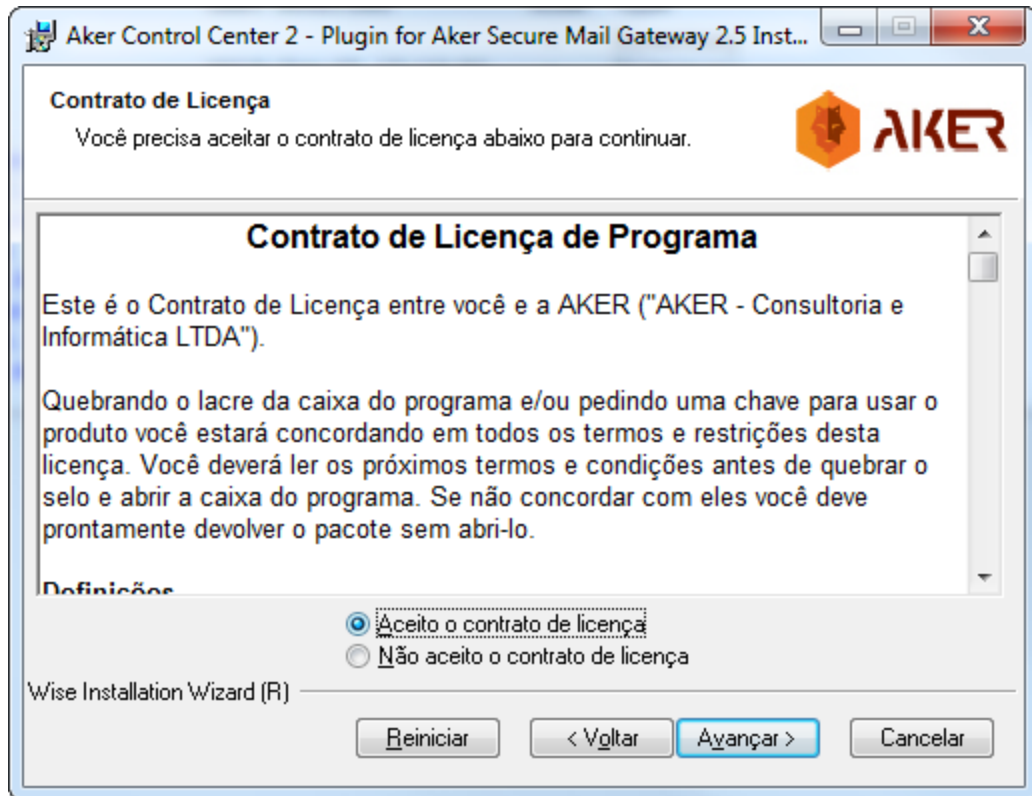 Aker Control Center 2 - Plugin for Aker Secure Mail Gateway 2.5 Inst...
Contrato de Licença
Você precisa aceitar o contrato de licença abaixo para continuar.
AKER
Contrato de Licença de Programa
Este é o Contrato de Licença entre você e a AKER ("AKER - Consultoria e
Informática LTDA").
Quebrando o lacre da caixa do programa e/ou pedindo uma chave para usar o
produto você estará concordando em todos os termos e restrições desta
licença. Você deverá ler os próximos termos e condições antes de quebrar o
selo e abrir a caixa do programa. Se não concordar com eles você deve
prontamente devolver o pacote sem abri-lo.
Definições
Aceito o contrato de licença
Não aceito o contrato de licença
Wise Installation Wizard (R)
Reiniciar
< Voltar
Avançar >
Cancelar